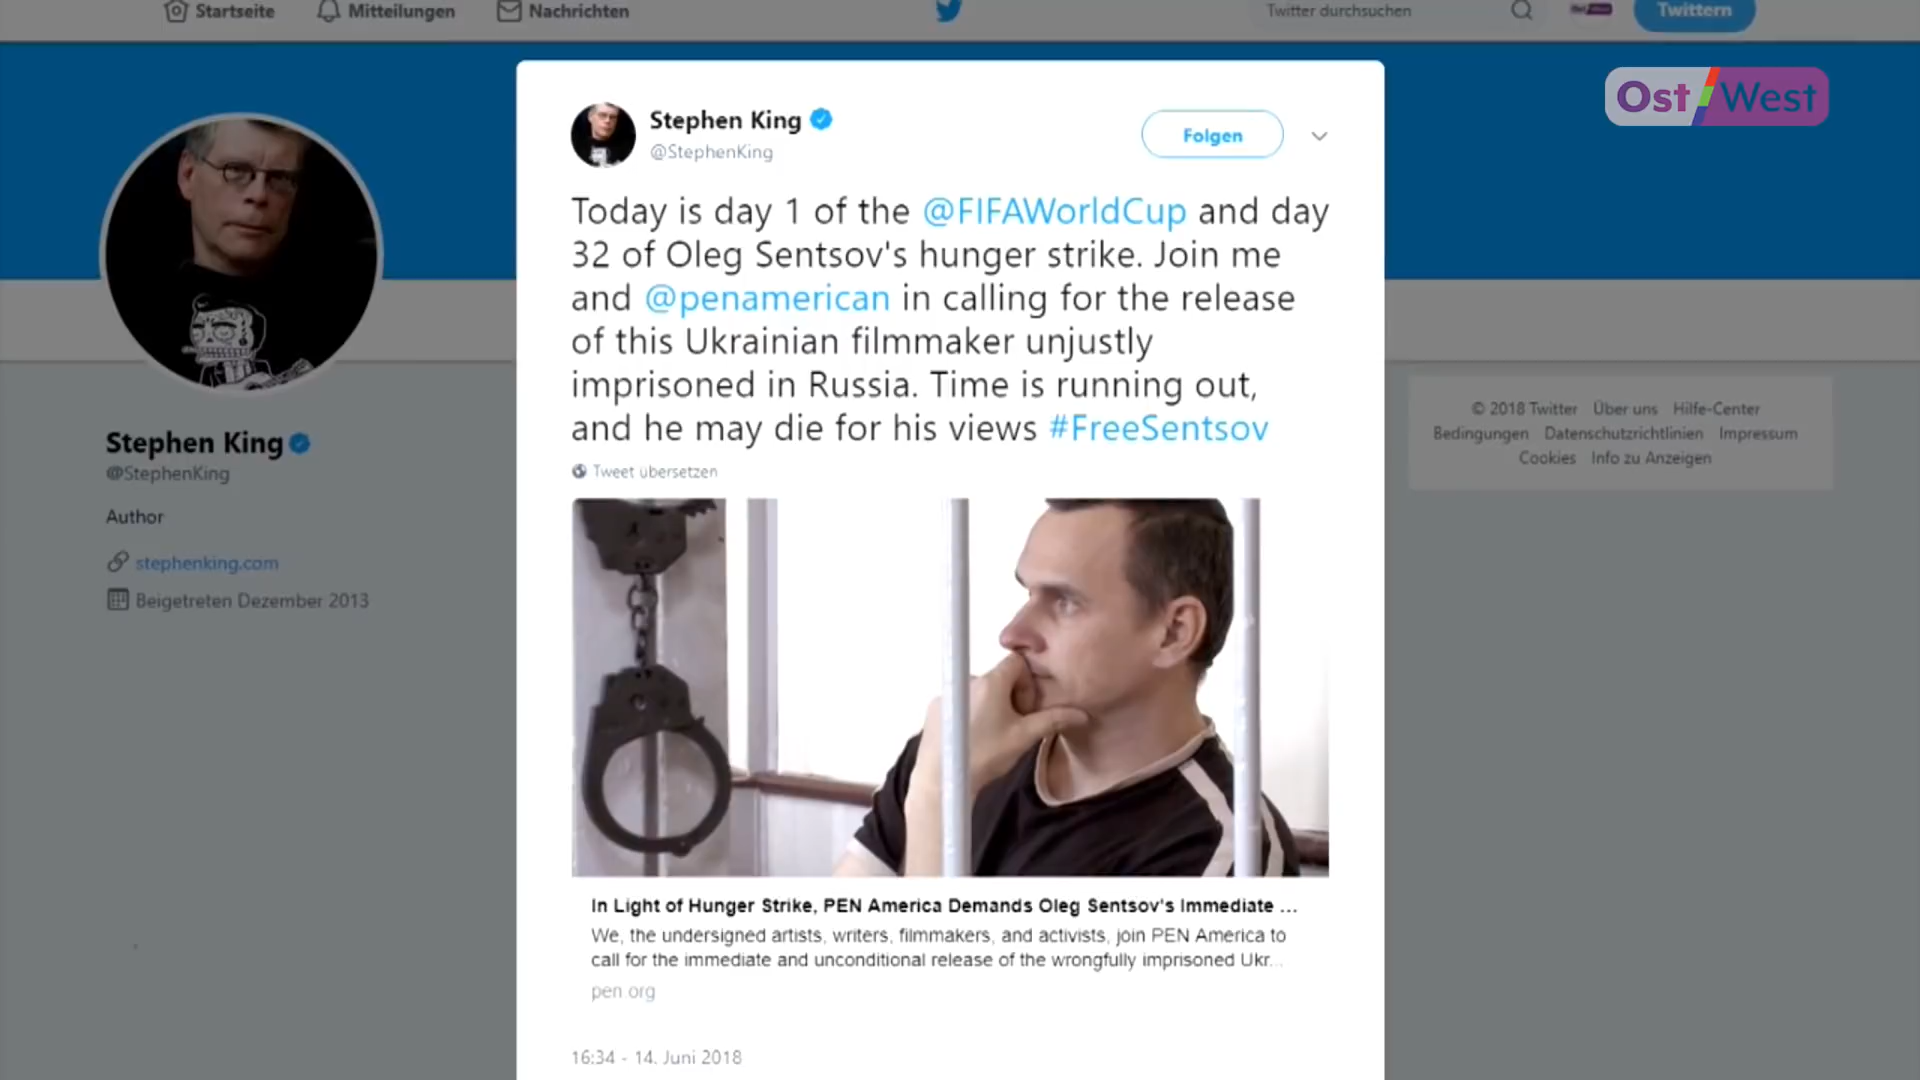 Startseite
Mitteilungen
Nachrichten
Twitter durchsuchen
Twittern
Ost West
Stephen King
@StephenKing
Folgen
Today is day 1 of the @FIFAWorldCup and day
32 of Oleg Sentsov's hunger strike. Join me
and @penamerican in calling for the release
of this Ukrainian filmmaker unjustly
imprisoned in Russia. Time is running out,
and he may die for his views #FreeSentsov
Tweet übersetzen
In Light of Hunger Strike, PEN America Demands Oleg Sentsov's Immediate ...
We, the undersigned artists, writers, filmmakers, and activists, join PEN America to
call for the immediate and unconditional release of the wrongfully imprisoned Ukr...
pen.org
16:34 - 14. Juni 2018
Stephen King
@StephenKing
Author
stephenking.com
Beigetreten Dezember 2013
© 2018 Twitter Über uns Hilfe-Center
Bedingungen Datenschutzrichtlinien Impressum
Cookies Info zu Anzeigen